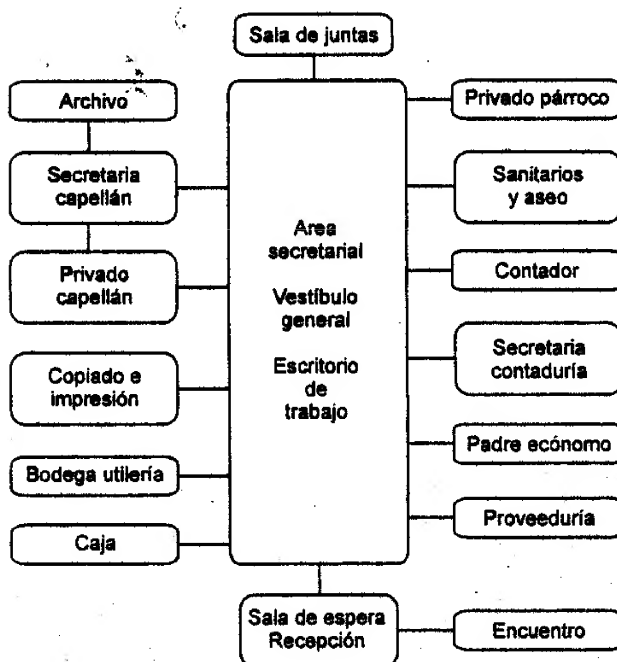 Sala de juntas
Archivo
Secretaria
capellán
Privado
capellán
Copiado e
impresión
Bodega utilería
Caja
Area
secretarial
Vestíbulo
general
Escritorio
de
trabajo
Privado párroco
Sanitarios
y aseo
Contador
Secretaria
contaduría
Padre ecónomo
Proveeduría
Sala de espera
Recepción
Encuentro